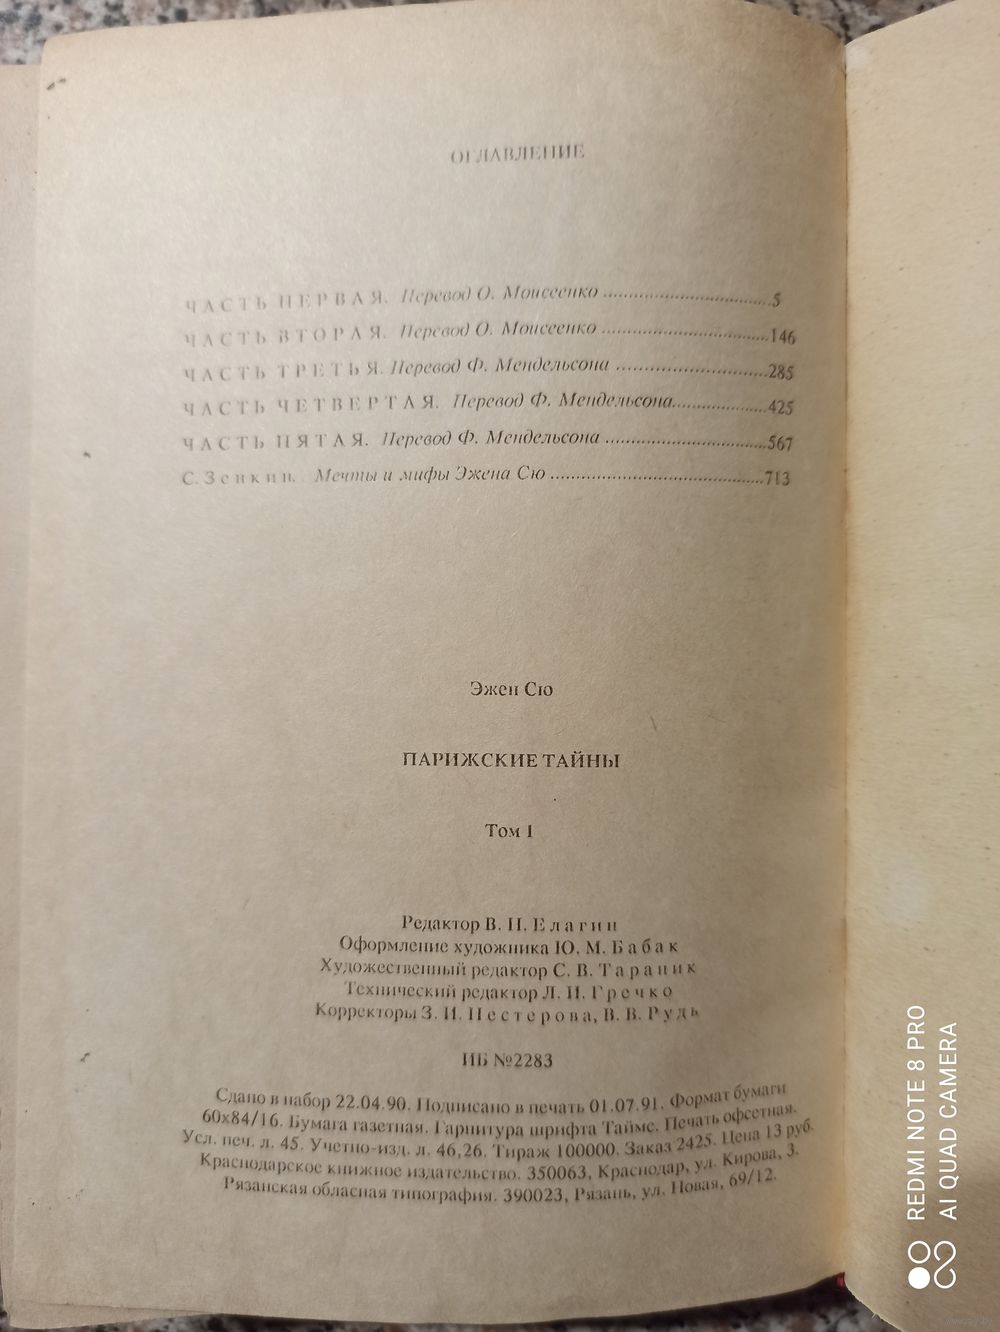 ОГЛАВЛЕНИЕ
ЧАСТЬ ПЕРВАЯ. Перевод О. Моисеенко ..............................5
ЧАСТЬ ВТОРАЯ. Перевод О. Моисеенко ..............................146
ЧАСТЬ ТРЕТЬЯ. Перевод Ф. Мендельсона ..............................285
ЧАСТЬ ЧЕТВЕРТАЯ. Перевод Ф. Мендельсона..................425
ЧАСТЬ ПЯТАЯ. Перевод Ф. Мендельсона ..............................567
С. Зенкин. Мечты и мифы Эжена Сю ........................................713
Эжен Сю
ПАРИЖСКИЕ ТАЙНЫ
Том 1
Редактор В. П. Елагин
Оформление художника Ю. М. Бабак
Художественный редактор С. В. Тараник
Технический редактор Л. И. Гречко
Корректоры З. И. Нестерова, В. В. Рудь
ИБ №2283
Сдано в набор 22.04.90. Подписано в печать 01.07.91. Формат бумаги
60х84/16. Бумага газетная. Гарнитура шрифта Таймс. Печать офсетная.
Усл. печ. л. 45. Учетно-изд. л. 46,26. Тираж 100000. Заказ 2425. Цена 13 руб.
Краснодарское книжное издательство. 350063, Краснодар, ул. Кирова, 3.
Рязанская обласная типография. 390023, Рязань, ул. Новая, 69/12.
REDMI NOTE 8 PRO
AI QUAD CAMERA